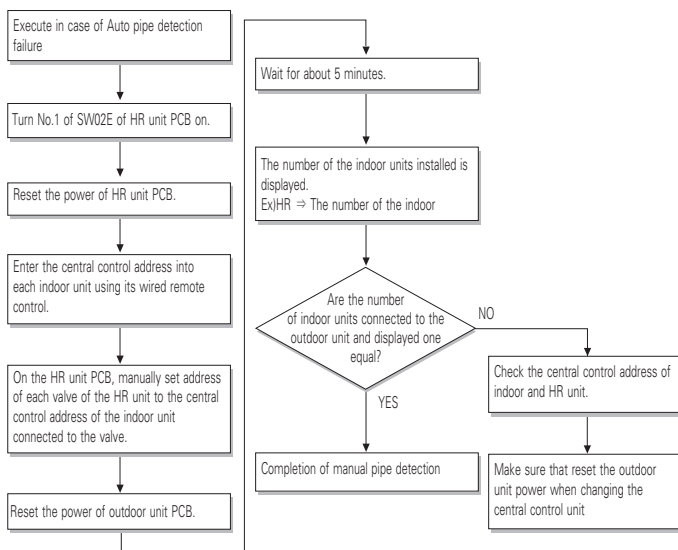 Execute in case of Auto pipe detection
failure
Turn No.1 of SW02E of HR unit PCB on.
Reset the power of HR unit PCB.
Enter the central control address into
each indoor unit using its wired remote
control.
On the HR unit PCB, manually set address
of each valve of the HR unit to the central
control address of the indoor unit
connected to the valve.
Reset the power of outdoor unit PCB.
Wait for about 5 minutes.
The number of the indoor units installed is
displayed.
Ex)HR ⇒ The number of the indoor
Are the number
of indoor units connected to the
outdoor unit and displayed one
equal?
NO
YES
Completion of manual pipe detection
Check the central control address of
indoor and HR unit.
Make sure that reset the outdoor
unit power when changing the
central control unit